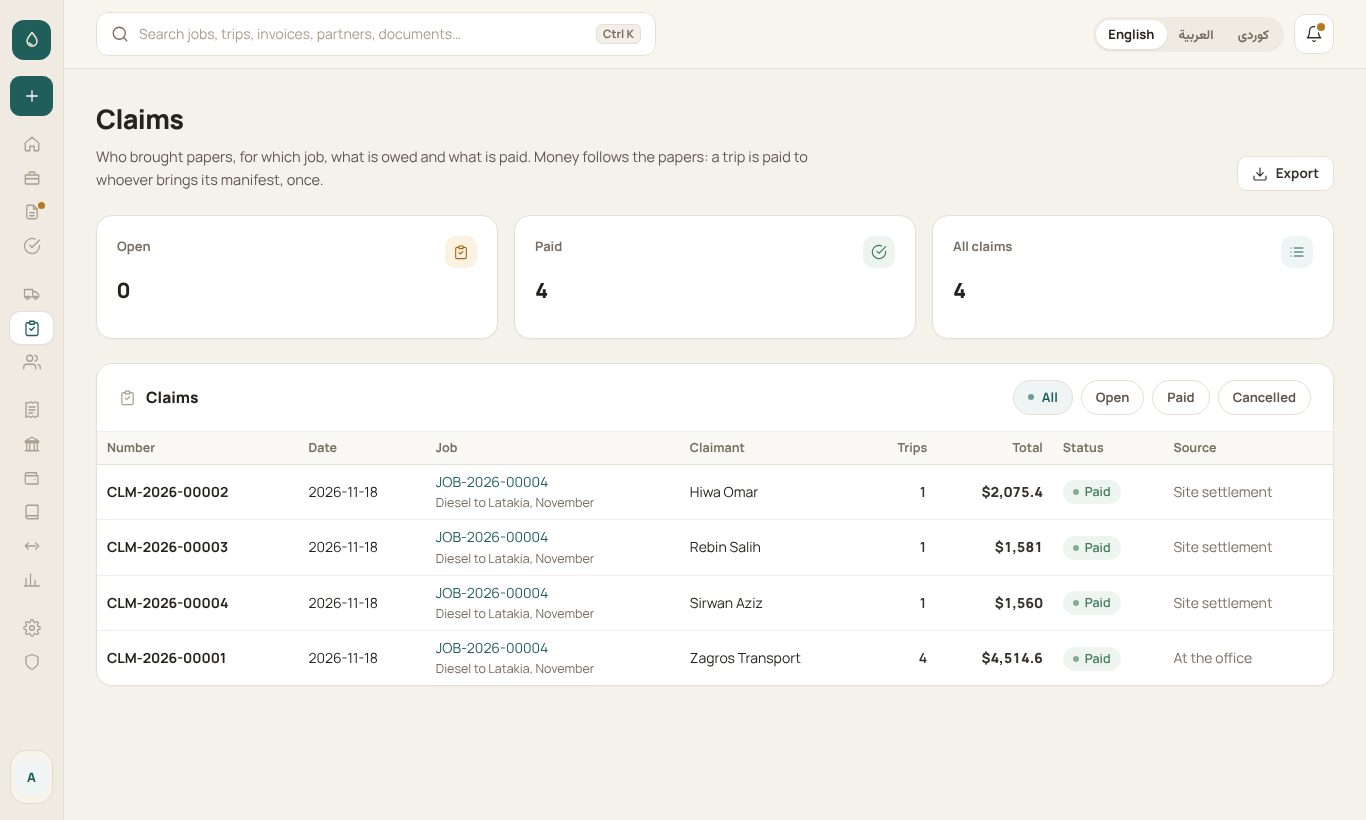 Search jobs, trips, invoices, partners, documents...
Ctrl K
English
العربية
کوردی
Claims
Who brought papers, for which job, what is owed and what is paid. Money follows the papers: a trip is paid to
whoever brings its manifest, once.
Export
Open
0
Paid
4
All claims
4
Claims
All
Open
Paid
Cancelled
Number Date Job Claimant Trips Total Status Source
CLM-2026-00002 2026-11-18 JOB-2026-00004 Hiwa Omar 1 $2,075.4 Paid Site settlement
Diesel to Latakia, November
CLM-2026-00003 2026-11-18 JOB-2026-00004 Rebin Salih 1 $1,581 Paid Site settlement
Diesel to Latakia, November
CLM-2026-00004 2026-11-18 JOB-2026-00004 Sirwan Aziz 1 $1,560 Paid Site settlement
Diesel to Latakia, November
CLM-2026-00001 2026-11-18 JOB-2026-00004 Zagros Transport 4 $4,514.6 Paid At the office
Diesel to Latakia, November
A